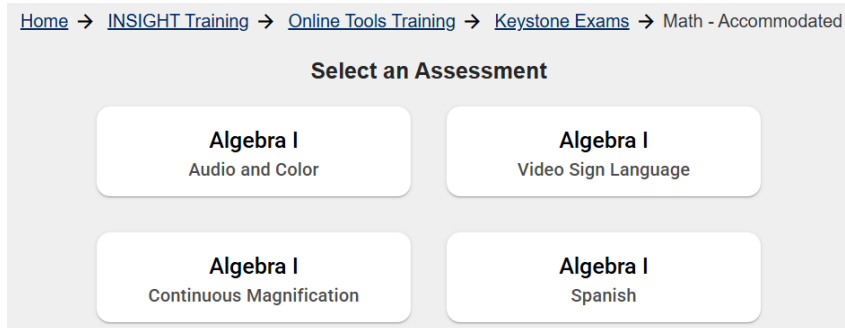 Home → INSIGHT Training → Online Tools Training → Keystone Exams → Math - Accommodated
Select an Assessment
Algebra I
Audio and Color
Algebra I
Video Sign Language
Algebra I
Continuous Magnification
Algebra I
Spanish